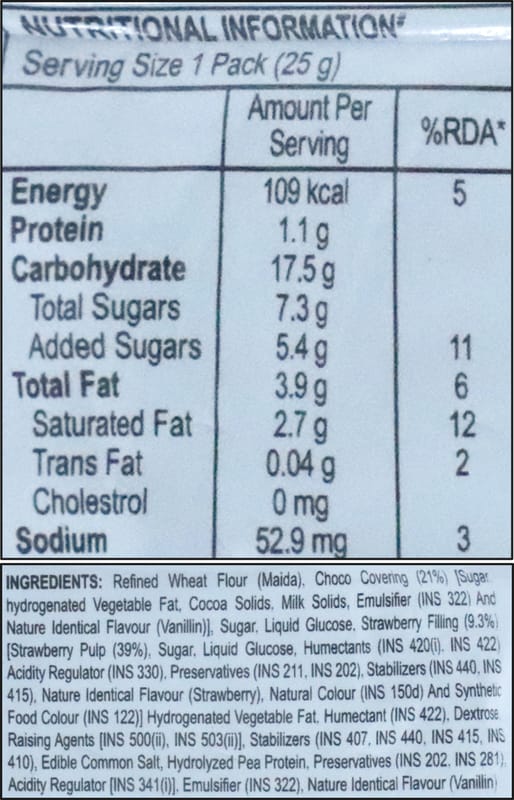 NUTRITIONAL INFORMATION#
Serving Size 1 Pack (25 g)
Amount Per Serving %RDA*
Energy 109 kcal 5
Protein 1.1 g
Carbohydrate 17.5 g
Total Sugars 7.3 g
Added Sugars 5.4 g 11
Total Fat 3.9 g 6
Saturated Fat 2.7 g 12
Trans Fat 0.04 g 2
Cholestrol 0 mg
Sodium 52.9 mg 3
INGREDIENTS: Refined Wheat Flour (Maida), Choco Covering (21%) [Sugar,
hydrogenated Vegetable Fat, Cocoa Solids, Milk Solids, Emulsifier (INS 322) And
Nature Identical Flavour (Vanillin)], Sugar, Liquid Glucose, Strawberry Filling (9.3%)
[Strawberry Pulp (39%), Sugar, Liquid Glucose, Humectants (INS 420(i), INS 422)
Acidity Regulator (INS 330), Preservatives (INS 211, INS 202), Stabilizers (INS 440, INS
415), Nature Identical Flavour (Strawberry), Natural Colour (INS 150d) And Synthetic
Food Colour (INS 122)] Hydrogenated Vegetable Fat, Humectant (INS 422), Dextrose,
Raising Agents [INS 500(ii), INS 503(ii)], Stabilizers (INS 407, INS 440, INS 415, INS
410), Edible Common Salt, Hydrolyzed Pea Protein, Preservatives (INS 202, INS 281),
Acidity Regulator [INS 341(i)], Emulsifier (INS 322), Nature Identical Flavour (Vanillin)